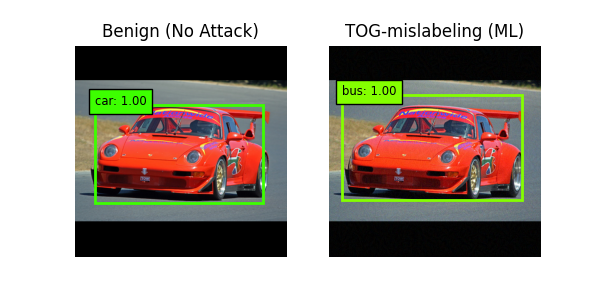 Benign (No Attack)
TOG-mislabeling (ML)
car: 1.00
bus: 1.00